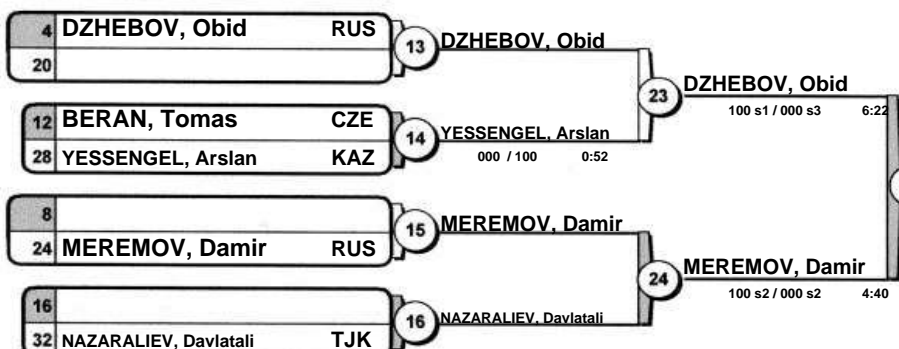 4 DZHEBOV, Obid RUS
20
13 DZHEBOV, Obid
12 BERAN, Tomas CZE
28 YESSENGEL, Arslan KAZ
14 YESSENGEL, Arslan
000 / 100 0:52
23 DZHEBOV, Obid
100 s1 / 000 s3 6:22
8
24 MEREMOV, Damir RUS
15 MEREMOV, Damir
16
32 NAZARALIEV, Davlatali TJK
16 NAZARALIEV, Davlatali
24 MEREMOV, Damir
100 s2 / 000 s2 4:40